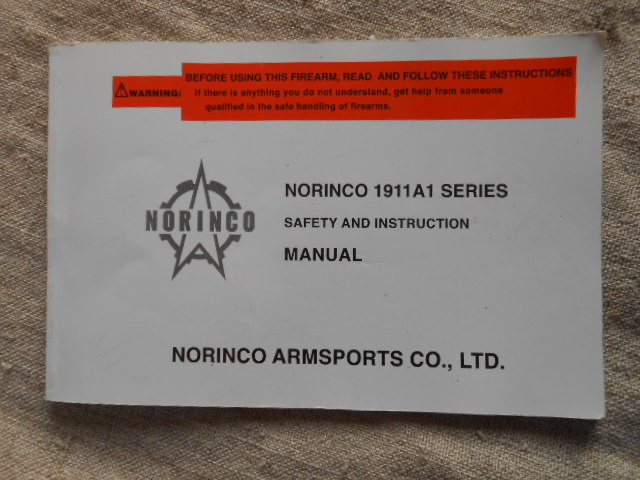 BEFORE USING THIS FIREARM, READ AND FOLLOW THESE INSTRUCTIONS
WARNING: If there is anything you do not understand, get help from someone
qualified in the safe handling of firearms.
NORINCO
NORINCO 1911A1 SERIES
SAFETY AND INSTRUCTION
MANUAL
NORINCO ARMSPORTS CO., LTD.